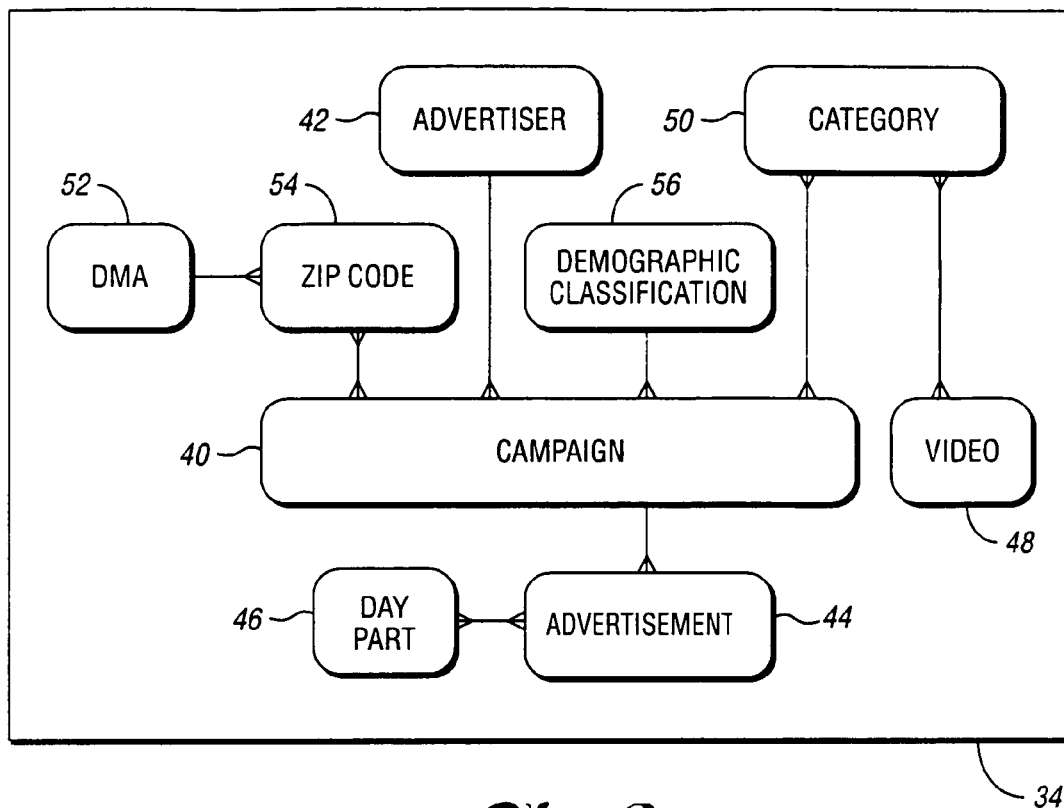 42
ADVERTISER
50
CATEGORY
52
54
56
DMA
ZIP CODE
DEMOGRAPHIC
CLASSIFICATION
40
CAMPAIGN
VIDEO
48
46
DAY
PART
ADVERTISEMENT
44
34